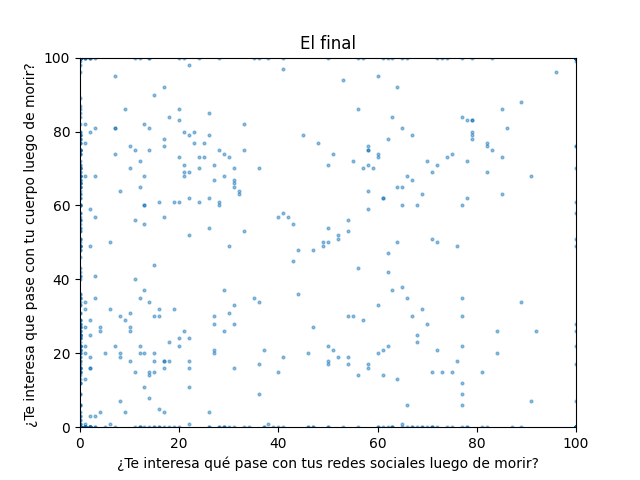 El final
¿Te interesa que pase con tu cuerpo luego de morir?
100
80
60
40
20
0
0 20 40 60 80 100
¿Te interesa qué pase con tus redes sociales luego de morir?